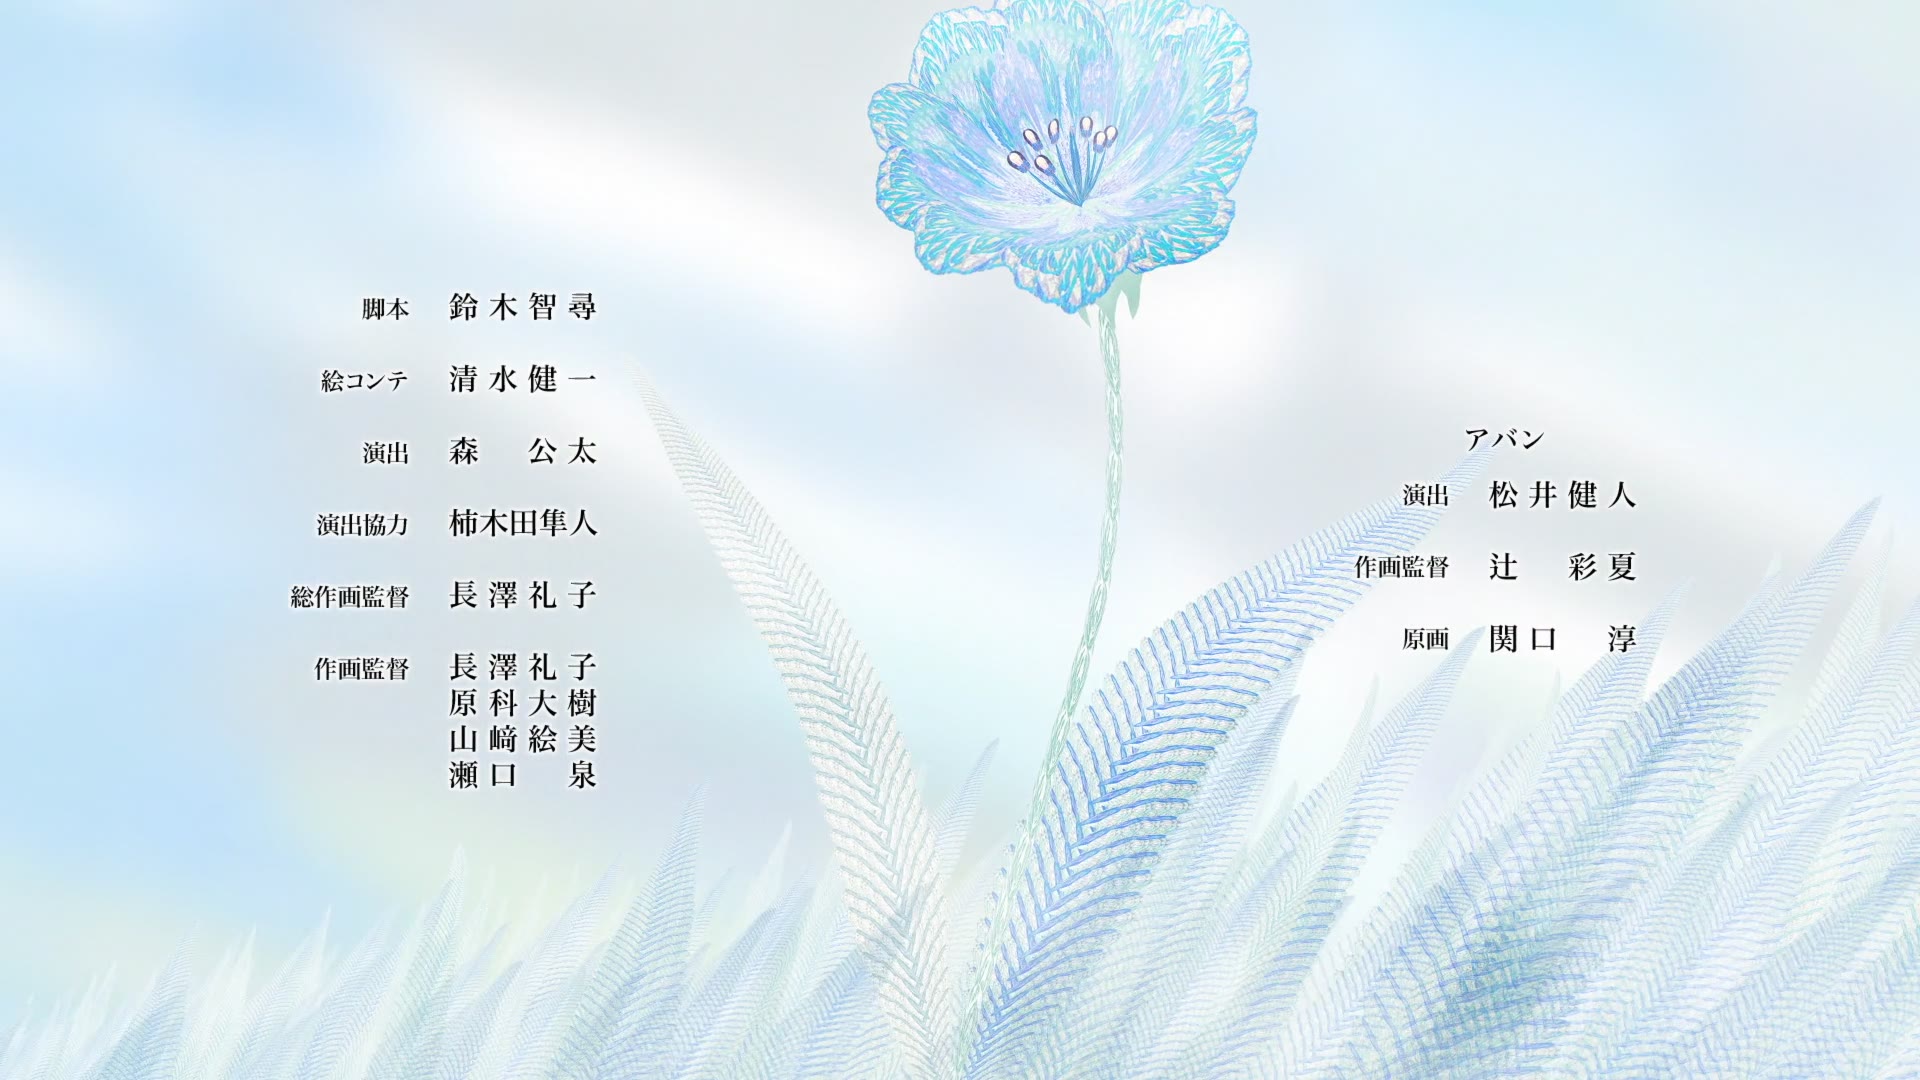 脚本 鈴木智尋
絵コンテ 清水健一
演出 森 公太
演出協力 柿木田隼人
総作画監督 長澤礼子
作画監督 長澤礼子
原科大樹
山﨑絵美
瀬口 泉
アバン
演出 松井健人
作画監督 辻 彩夏
原画 関口 淳